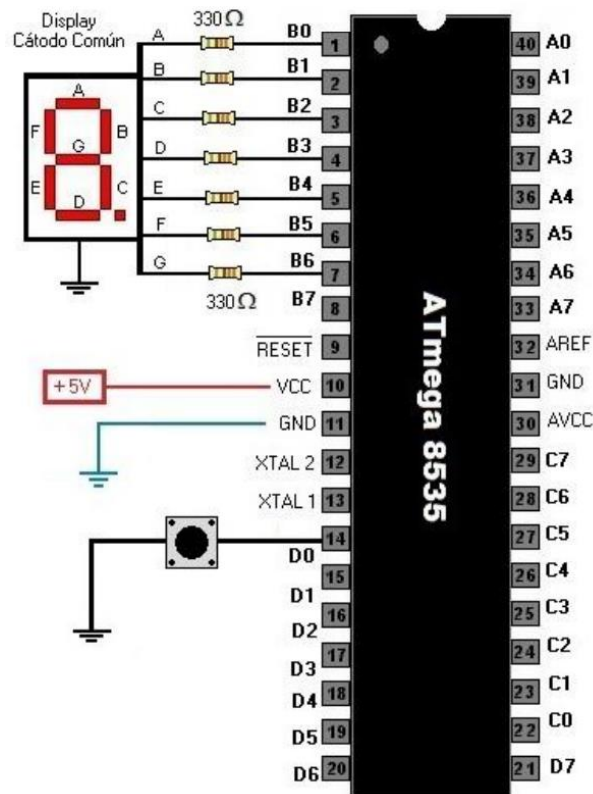 Display
Cátodo Común
330Ω
A
B
C
D
E
F
G
330Ω
A
F
B
G
E
C
D
B0
B1
B2
B3
B4
B5
B6
B7
RESET
+5V
VCC
GND
XTAL 2
XTAL 1
D0
D1
D2
D3
D4
D5
D6
1
2
3
4
5
6
7
8
9
10
11
12
13
14
15
16
17
18
19
20
ATmega 8535
40 A0
39 A1
38 A2
37 A3
36 A4
35 A5
34 A6
33 A7
32 AREF
31 GND
30 AVCC
29 C7
28 C6
27 C5
26 C4
25 C3
24 C2
23 C1
22 C0
21 D7